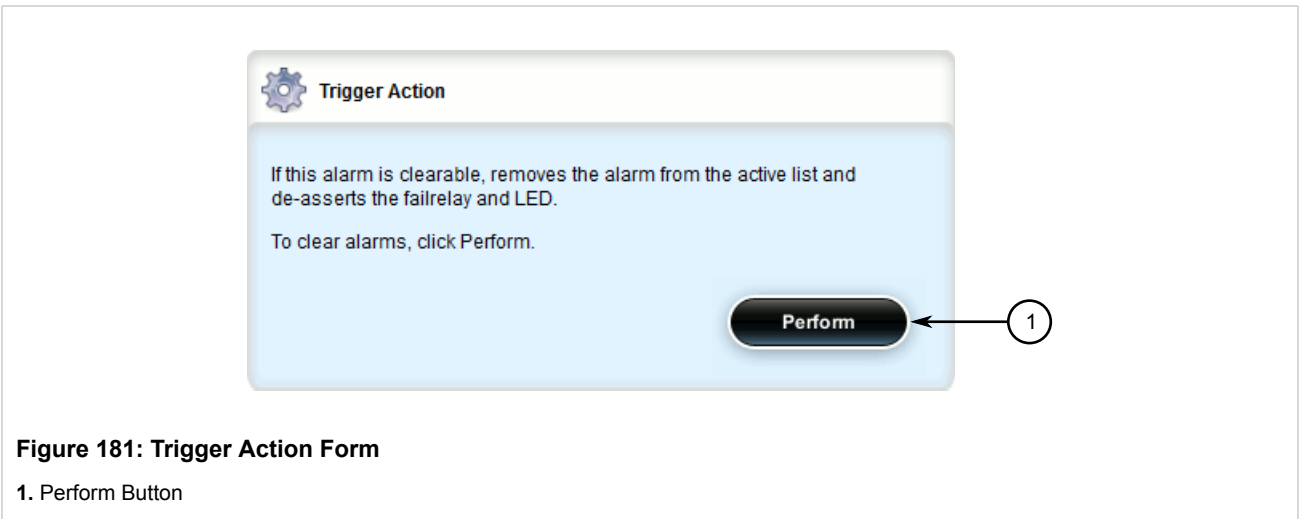 Trigger Action
If this alarm is clearable, removes the alarm from the active list and
de-asserts the failrelay and LED.
To clear alarms, click Perform.
Perform
1
Figure 181: Trigger Action Form
1. Perform Button